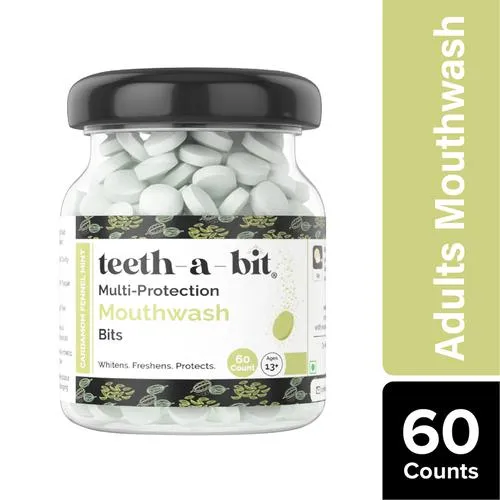 CARDAMOM FENNEL MINT
teeth-a-bit®
Multi-Protection
Mouthwash
Bits
Whitens. Freshens. Protects.
60
Count
Ages
13+
Adults Mouthwash
60
Counts